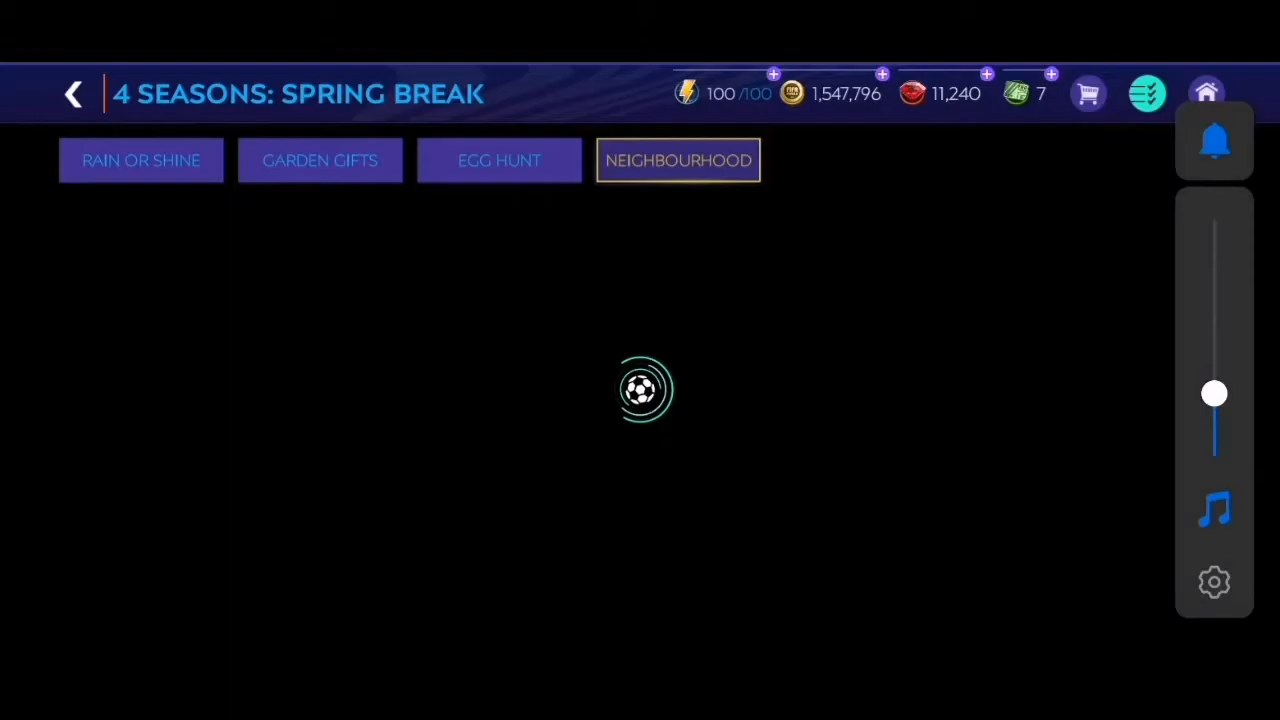 4 SEASONS: SPRING BREAK
100/100
1,547,796
11,240
7
RAIN OR SHINE
GARDEN GIFTS
EGG HUNT
NEIGHBOURHOOD